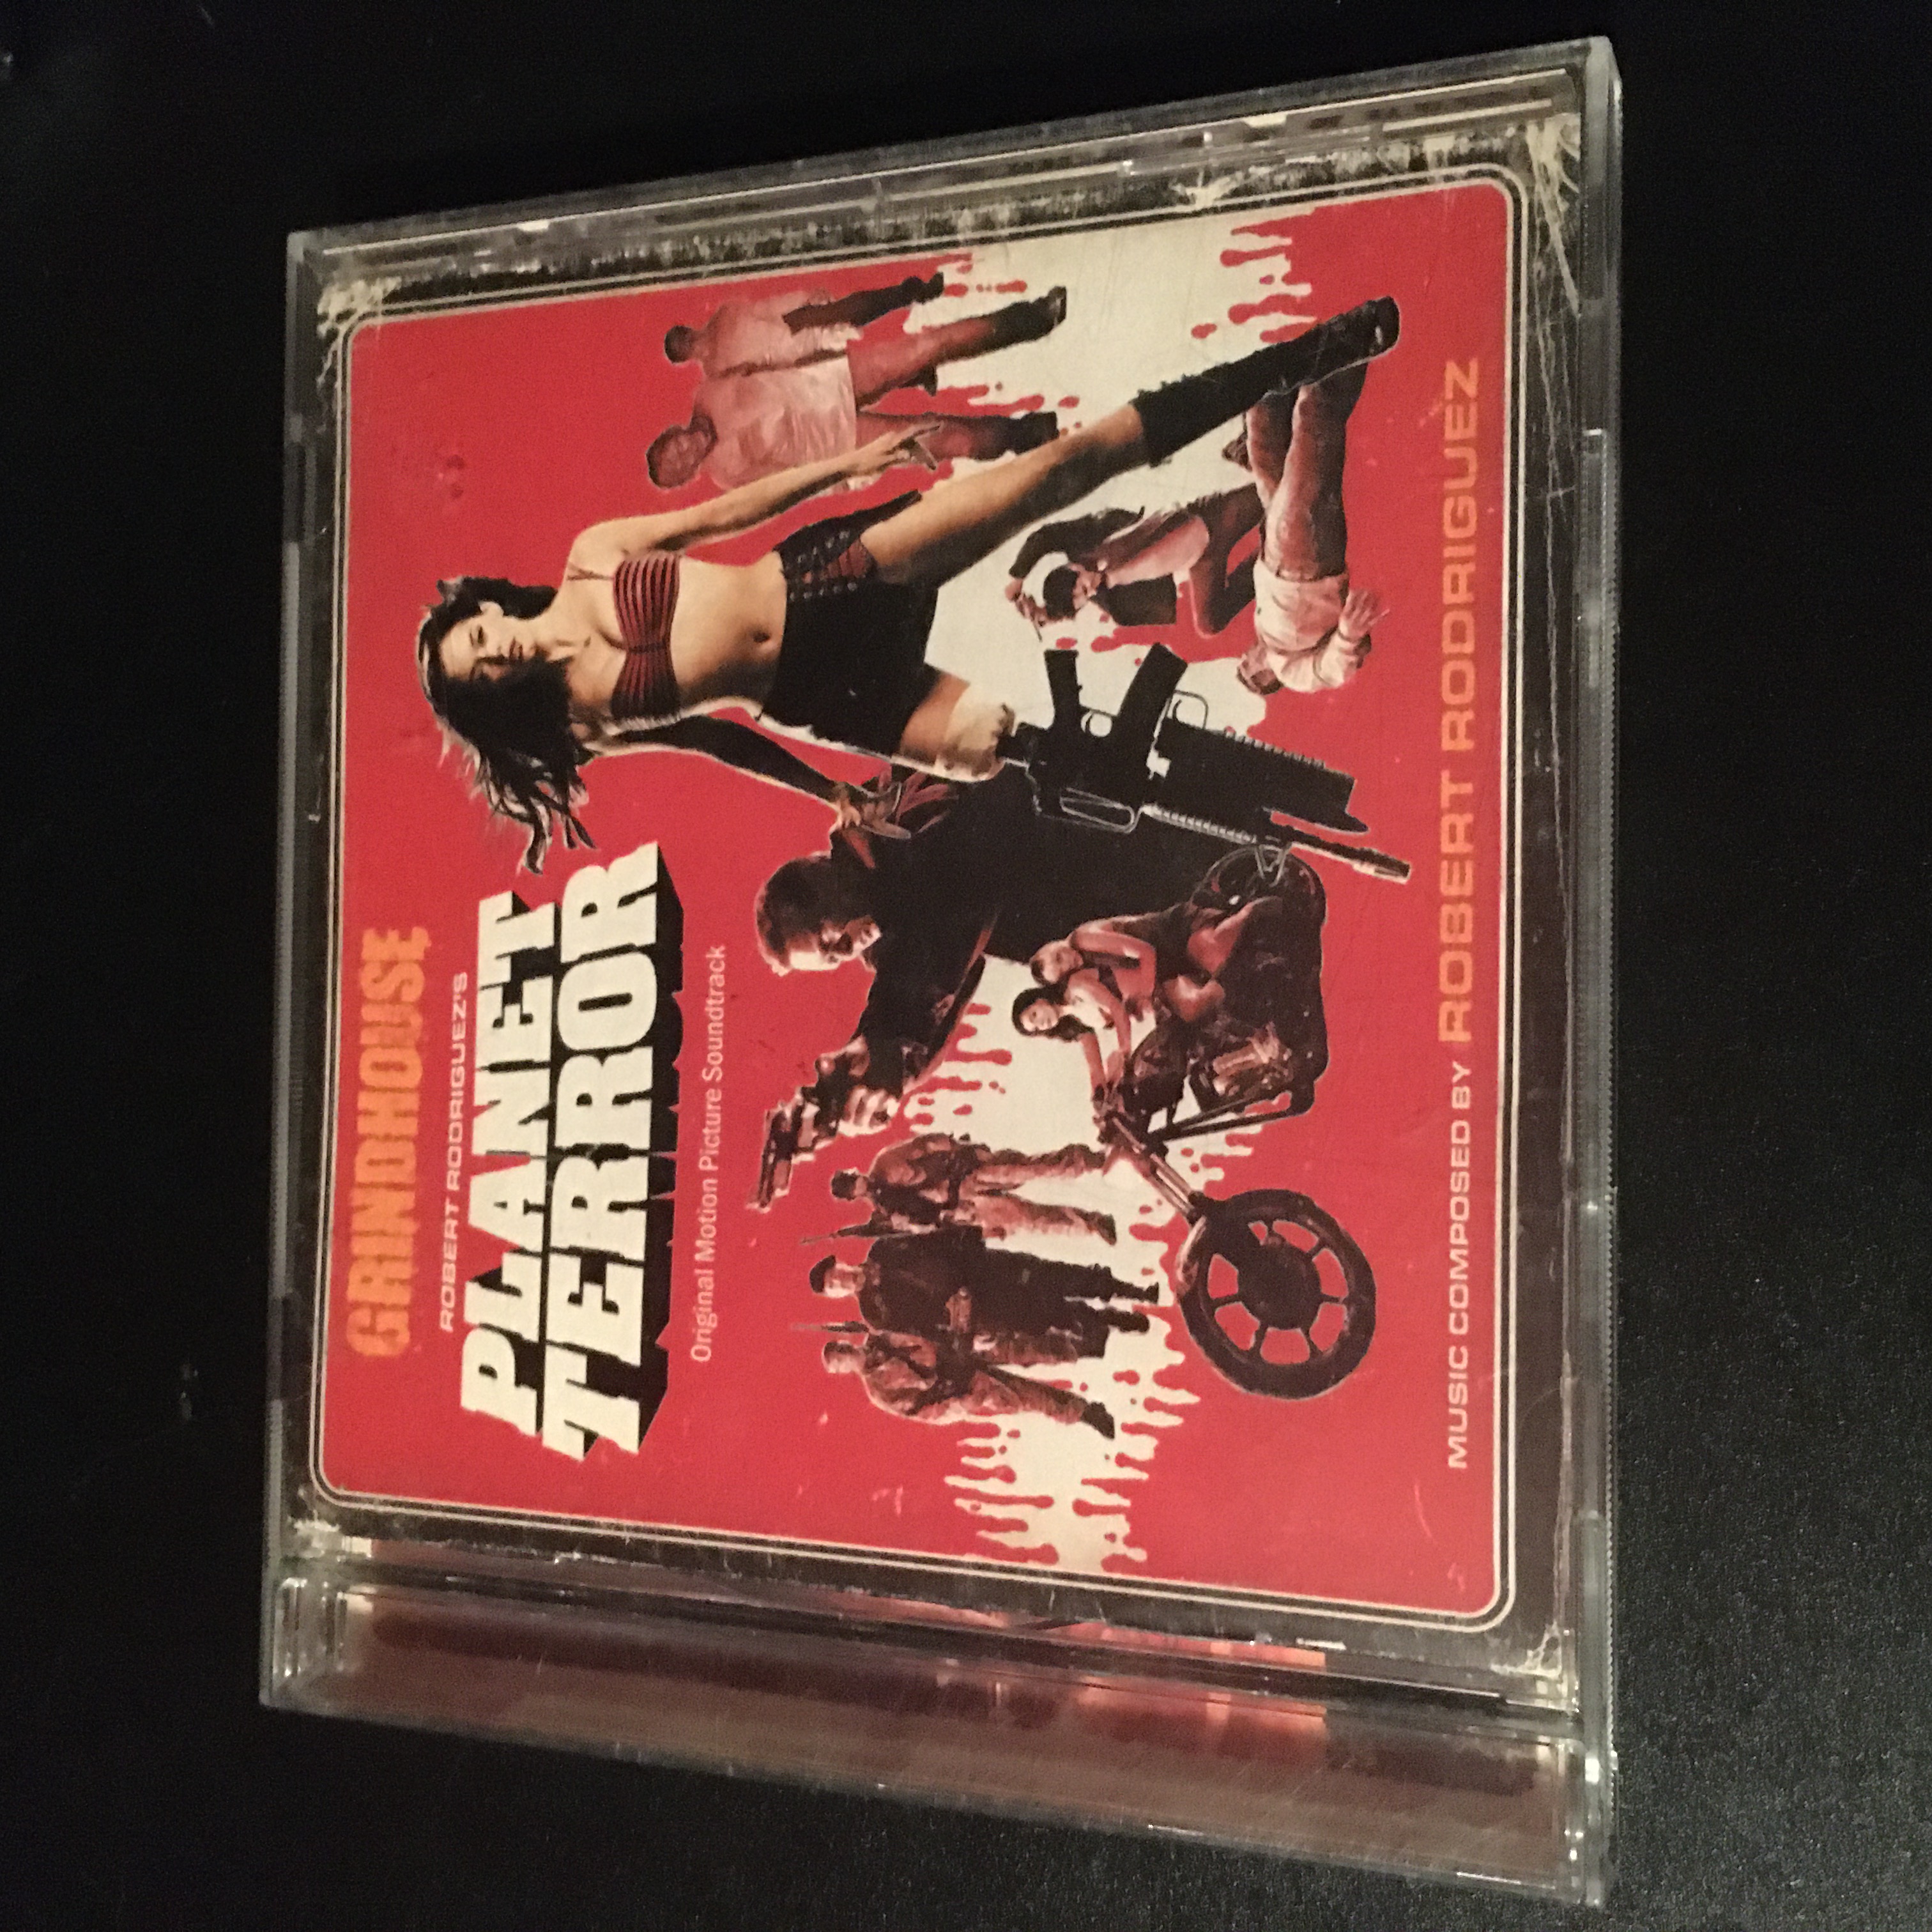 GRINDHOUSE
ROBERT RODRIGUEZ'S
PLANET
TERROR
Original Motion Picture Soundtrack
MUSIC COMPOSED BY ROBERT RODRIGUEZ